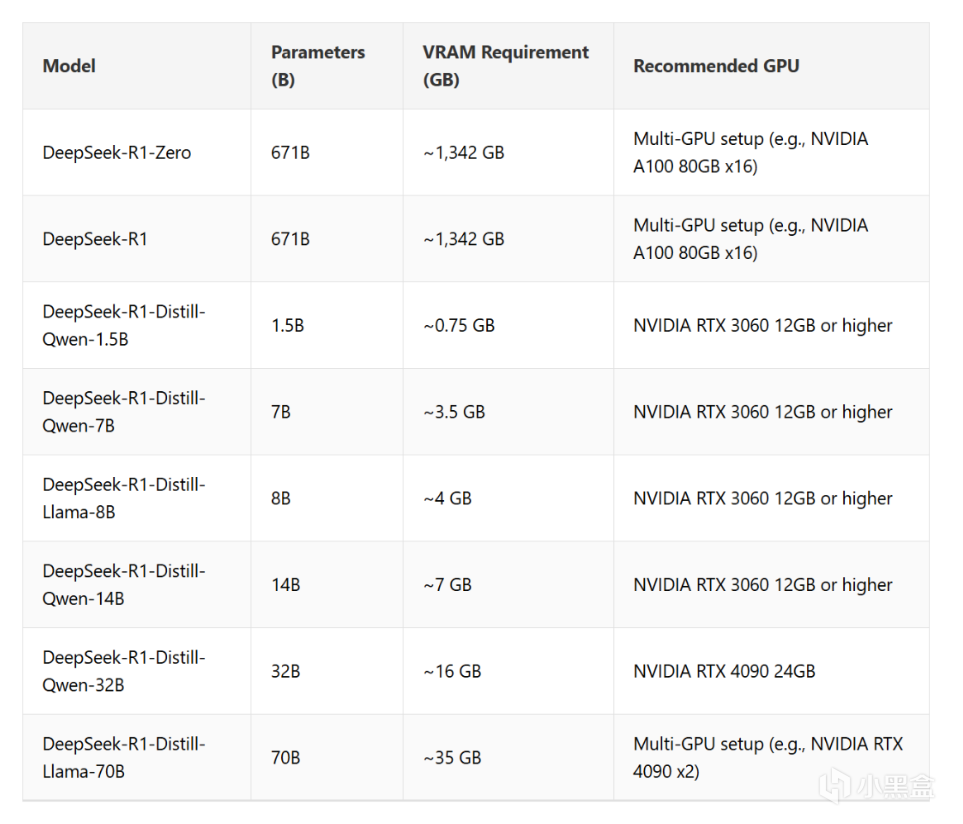 Model
Parameters
(B)
VRAM Requirement
(GB)
Recommended GPU
DeepSeek-R1-Zero
671B
~1,342 GB
Multi-GPU setup (e.g., NVIDIA
A100 80GB x16)
DeepSeek-R1
671B
~1,342 GB
Multi-GPU setup (e.g., NVIDIA
A100 80GB x16)
DeepSeek-R1-Distill-
Qwen-1.5B
1.5B
~0.75 GB
NVIDIA RTX 3060 12GB or higher
DeepSeek-R1-Distill-
Qwen-7B
7B
~3.5 GB
NVIDIA RTX 3060 12GB or higher
DeepSeek-R1-Distill-
Llama-8B
8B
~4 GB
NVIDIA RTX 3060 12GB or higher
DeepSeek-R1-Distill-
Qwen-14B
14B
~7 GB
NVIDIA RTX 3060 12GB or higher
DeepSeek-R1-Distill-
Qwen-32B
32B
~16 GB
NVIDIA RTX 4090 24GB
DeepSeek-R1-Distill-
Llama-70B
70B
~35 GB
Multi-GPU setup (e.g., NVIDIA RTX
4090 x2)
小黑盒